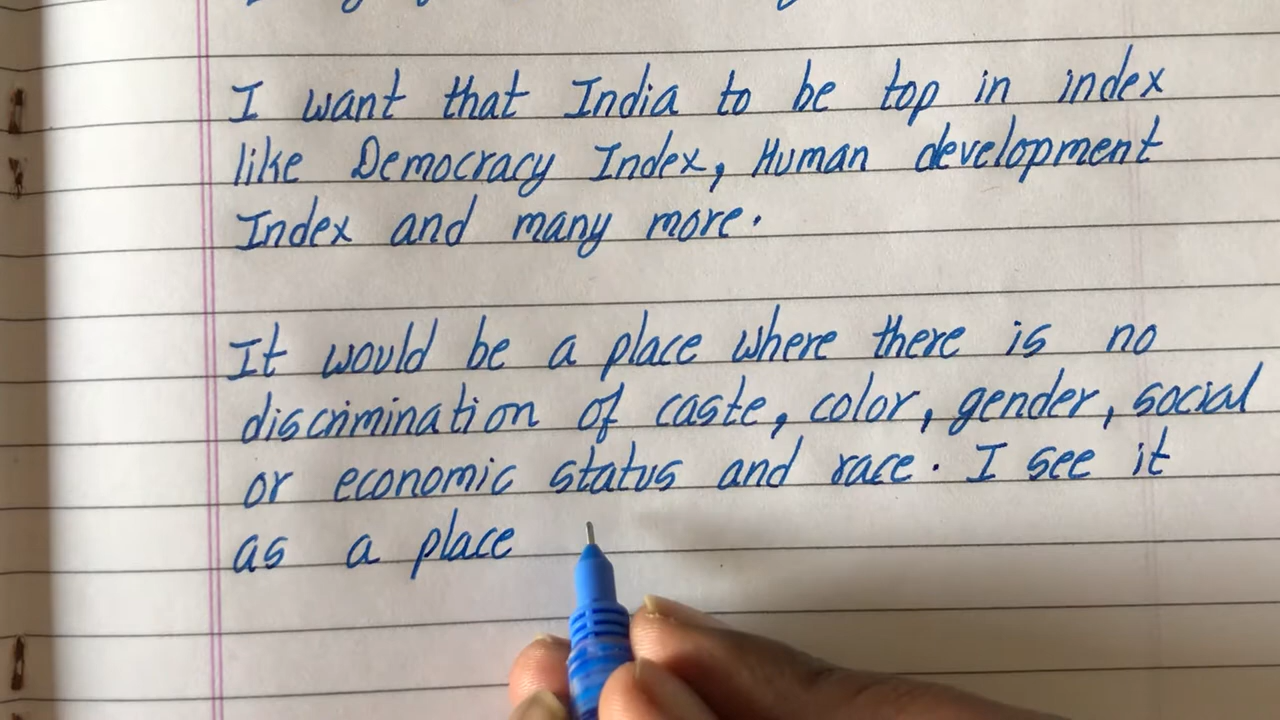 I want that India to be top in index
like Democracy Index, Human development
Index and many more.
It would be a place where there is no
discrimination of caste, color, gender, social
or economic status and race. I see it
as a place